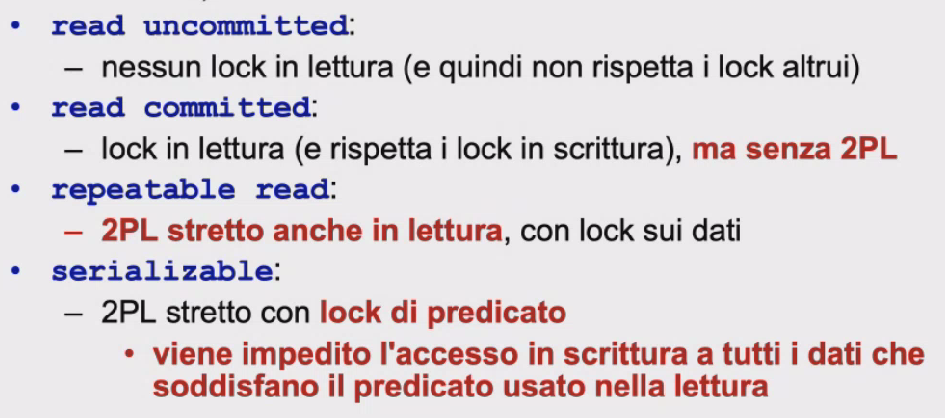 • read uncommitted:
– nessun lock in lettura (e quindi non rispetta i lock altrui)
• read committed:
– lock in lettura (e rispetta i lock in scrittura), ma senza 2PL
• repeatable read:
– 2PL stretto anche in lettura, con lock sui dati
• serializable:
– 2PL stretto con lock di predicato
• viene impedito l'accesso in scrittura a tutti i dati che
soddisfano il predicato usato nella lettura